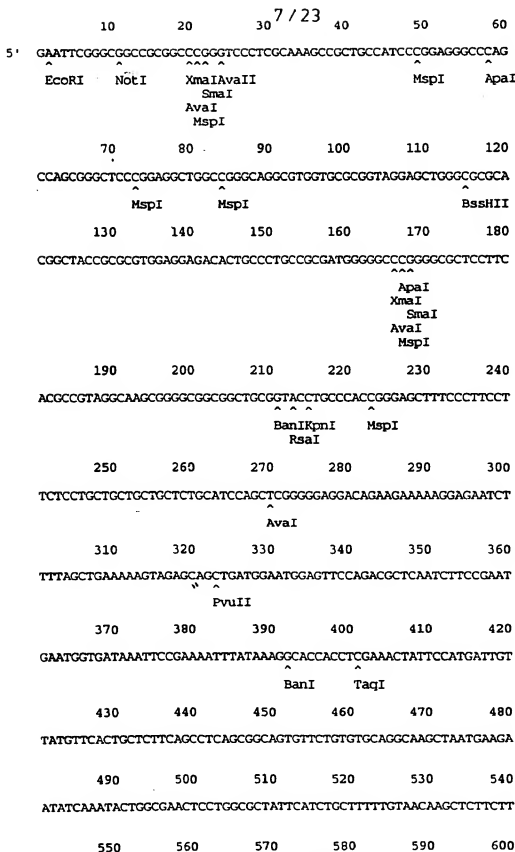 7/23
10 20 30 40 50 60
5' GAATTCGGGCGGCCGCGGCCCGGGTCCCTCGCAAAGCCGCTGCCATCCCGGAGGGCCCAG
EcoRI NotI XmaIAvaII MspI ApaI
SmaI
AvaI
MspI
70 80 90 100 110 120
CCAGCGGGCTCCCGGAGGCTGGCCGGGCAGGCGTGGTGCGCGGTAGGAGCTGGGCGCGCA
MspI MspI BssHII
130 140 150 160 170 180
CGGCTACCGCGCGTGGAGGAGACACTGCCCTGCCGCGATGGGGGCCCGGGGCGCTCCTTC
ApaI
XmaI
SmaI
AvaI
MspI
190 200 210 220 230 240
ACGCCGTAGGCAAGCGGGGCGGCGGCTGCGGTACCTGCCCACCGGGAGCTTTCCCTTCCT
BanIKpnI MspI
RsaI
250 260 270 280 290 300
TCTCCTGCTGCTGCTGCTCTGCATCCAGCTCGGGGGAGGACAGAAGAAAAAGGAGAATCT
AvaI
310 320 330 340 350 360
TTTAGCTGAAAAAGTAGAGCAGCTGATGGAATGGAGTTCCAGACGCTCAATCTTCCGAAT
PvuII
370 380 390 400 410 420
GAATGGTGATAAATTCCGAAAATTTATAAAGGCACCACCTCGAAACTATTCCATGATTGT
BanI TaqI
430 440 450 460 470 480
TATGTTCACTGCTCTTCAGCCTCAGCGGCAGTGTTCTGTGTGCAGGCAAGCTAATGAAGA
490 500 510 520 530 540
ATATCAAATACTGGCGAACTCCTGGCGCTATTCATCTGCTTTTTGTAACAAGCTCTTCTT
550 560 570 580 590 600